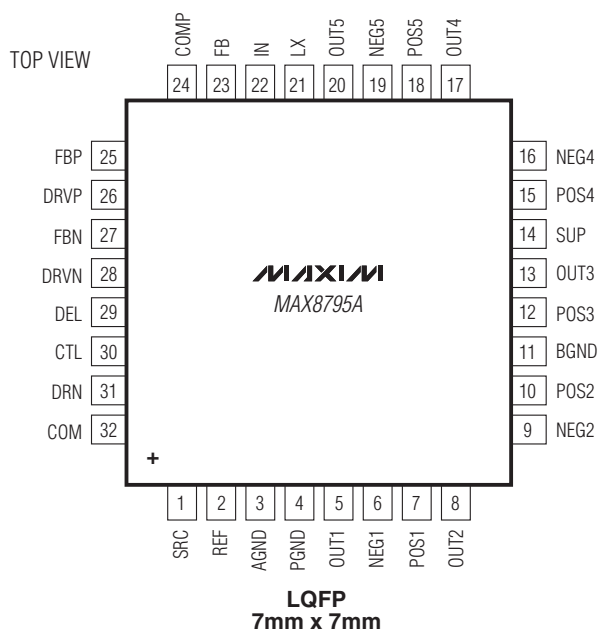 TOP VIEW
COMP
FB
IN
LX
OUT5
NEG5
POS5
OUT4
24 23 22 21 20 19 18 17
FBP 25
DRVP 26
FBN 27
DRVN 28
DEL 29
CTL 30
DRN 31
COM 32
MAXIM
MAX8795A
16 NEG4
15 POS4
14 SUP
13 OUT3
12 POS3
11 BGND
10 POS2
9 NEG2
+
1 2 3 4 5 6 7 8
SRC
REF
AGND
PGND
OUT1
NEG1
POS1
OUT2
LQFP
7mm x 7mm